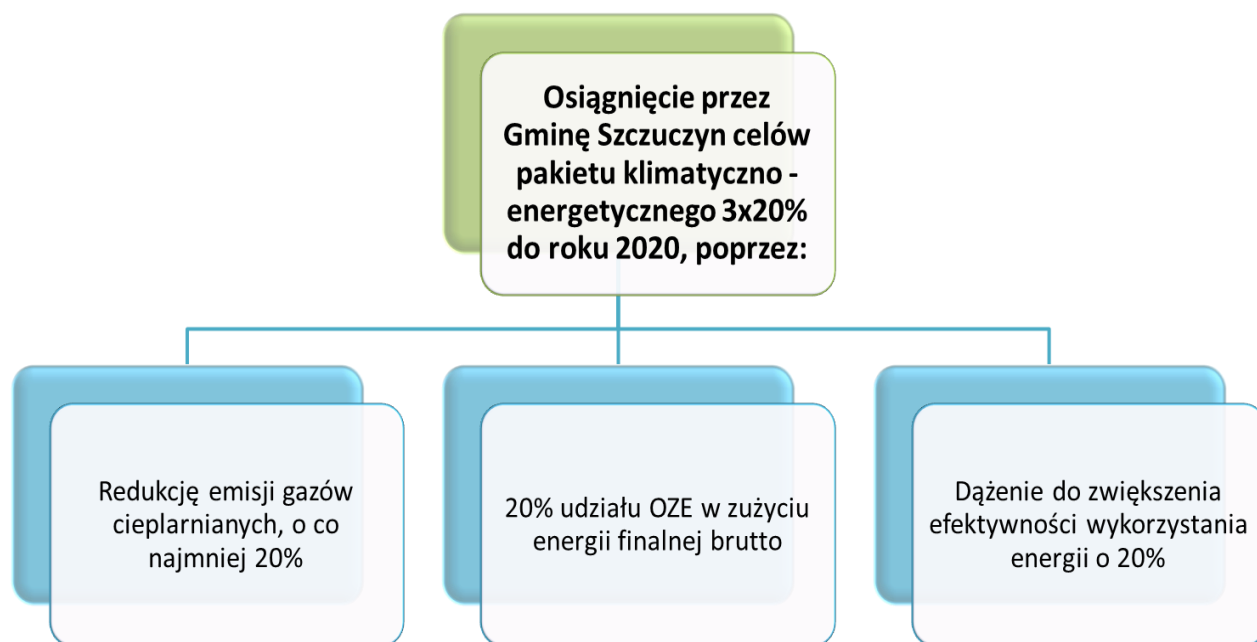 Osiągnięcie przez
Gminę Szczuczyn celów
pakietu klimatyczno -
energetycznego 3x20%
do roku 2020, poprzez:
Redukcję emisji gazów
cieplarnianych, o co
najmniej 20%
20% udziału OZE w zużyciu
energii finalnej brutto
Dążenie do zwiększenia
efektywności wykorzystania
energii o 20%